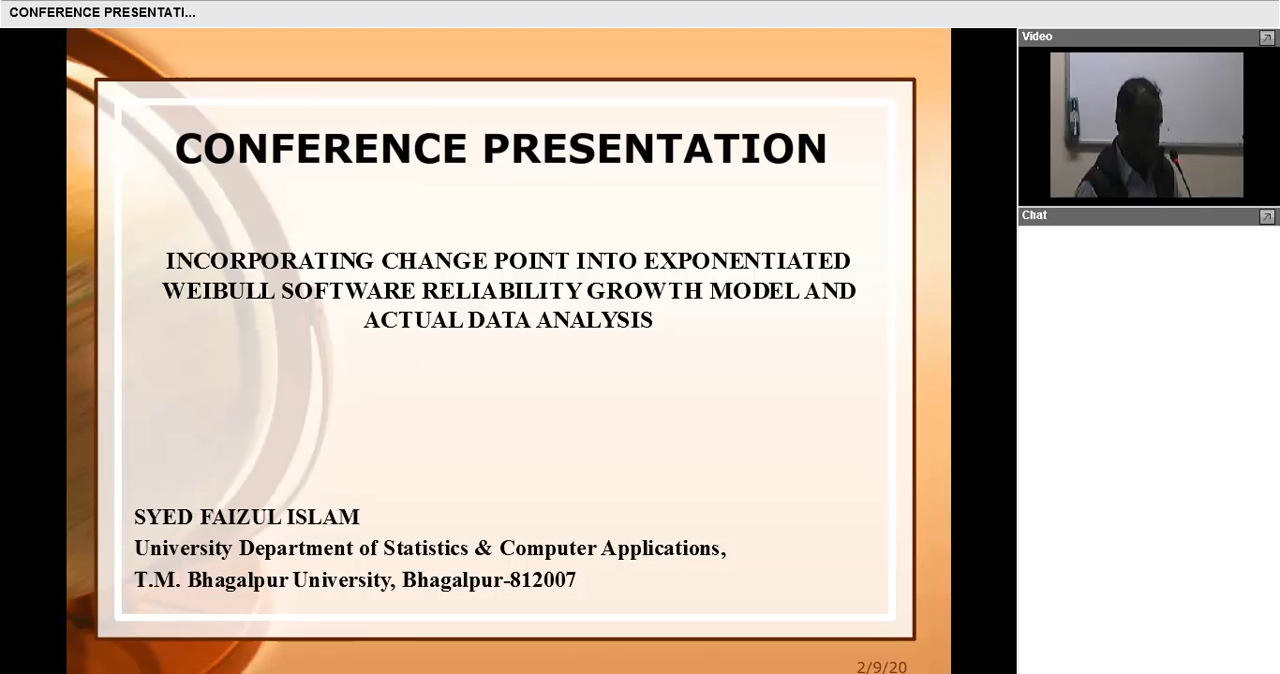 CONFERENCE PRESENTATI...
CONFERENCE PRESENTATION
INCORPORATING CHANGE POINT INTO EXPONENTIATED
WEIBULL SOFTWARE RELIABILITY GROWTH MODEL AND
ACTUAL DATA ANALYSIS
SYED FAIZUL ISLAM
University Department of Statistics & Computer Applications,
T.M. Bhagalpur University, Bhagalpur-812007
2/9/20
Video
Chat